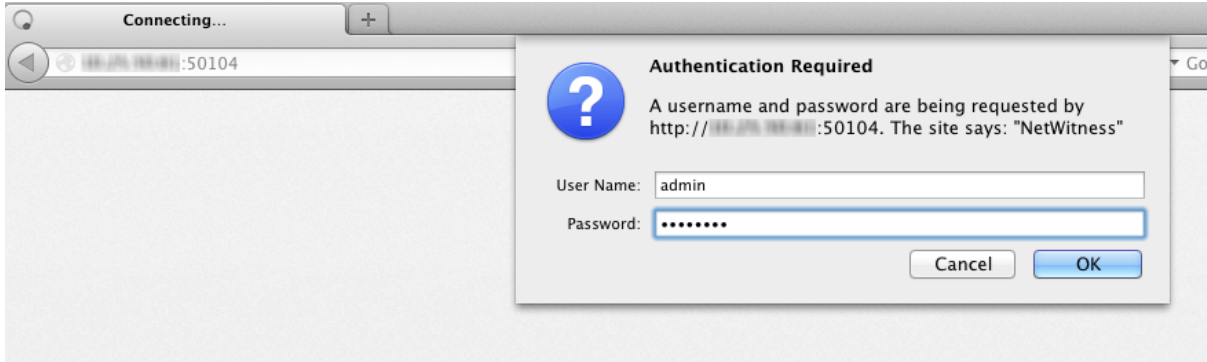 Connecting...
:50104
Go
Authentication Required
A username and password are being requested by
http:// :50104. The site says: "NetWitness"
User Name: admin
Password: ••••••••
Cancel OK